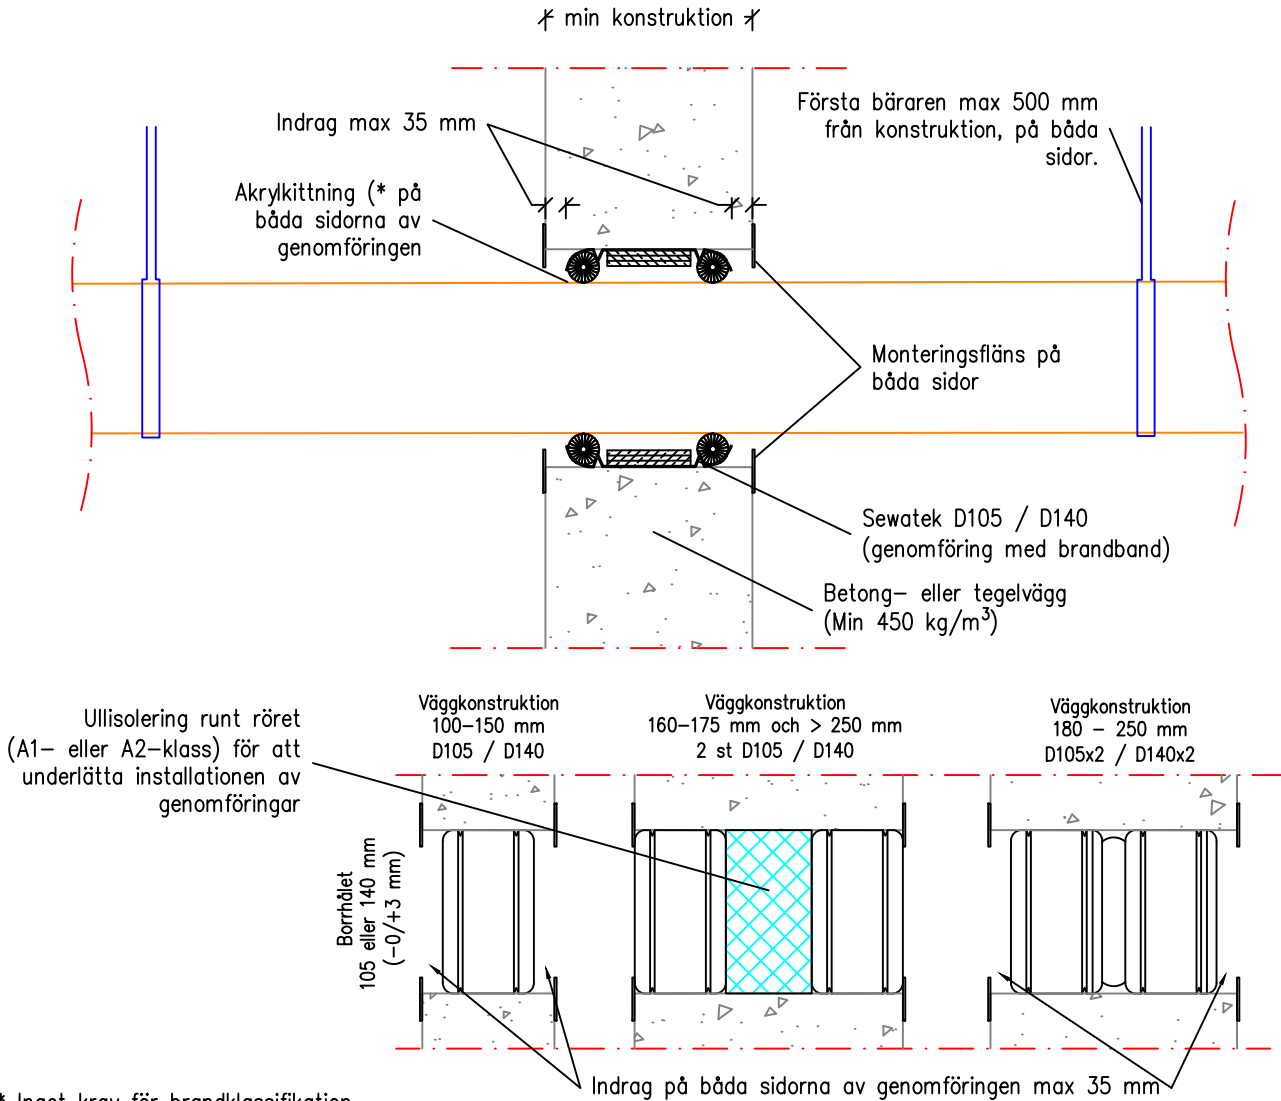 min konstruktion
Indrag max 35 mm
Första bäraren max 500 mm
från konstruktion, på båda
sidor.
Akrylkittning (* på
båda sidorna av
genomföringen
Monteringsfläns på
båda sidor
Sewatek D105 / D140
(genomföring med brandband)
Betong- eller tegelvägg
(Min 450 kg/m³)
Ullisolering runt röret
(A1- eller A2-klass) för att
underlätta installationen av
genomföringar
Väggkonstruktion
100-150 mm
D105 / D140
Väggkonstruktion
160-175 mm och > 250 mm
2 st D105 / D140
Väggkonstruktion
180 - 250 mm
D105x2 / D140x2
Borrhålet
105 eller 140 mm
(-0/+3 mm)
Indrag på båda sidorna av genomföringen max 35 mm
* Inget krav för brandklassifikation